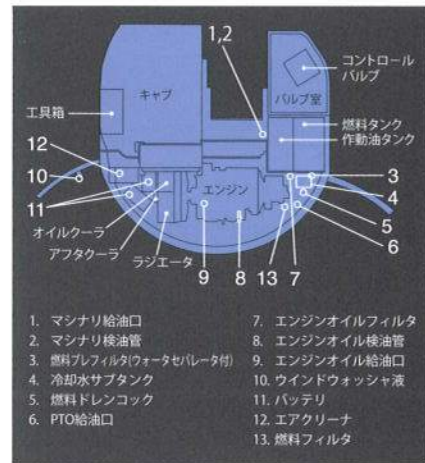 1,2
コントロール
バルブ
キャブ
バルブ室
工具箱
燃料タンク
作動油タンク
12
10
11
エンジン
3
4
5
6
オイルクーラ
アフタクーラ
ラジエータ
9
8
13
7
1. マシナリ給油口
2. マシナリ検油管
3. 燃料プレフィルタ(ウォータセパレータ付)
4. 冷却水サブタンク
5. 燃料ドレンコック
6. PTO給油口
7. エンジンオイルフィルタ
8. エンジンオイル検油管
9. エンジンオイル給油口
10. ウインドウォッシャ液
11. バッテリ
12. エアクリーナ
13. 燃料フィルタ